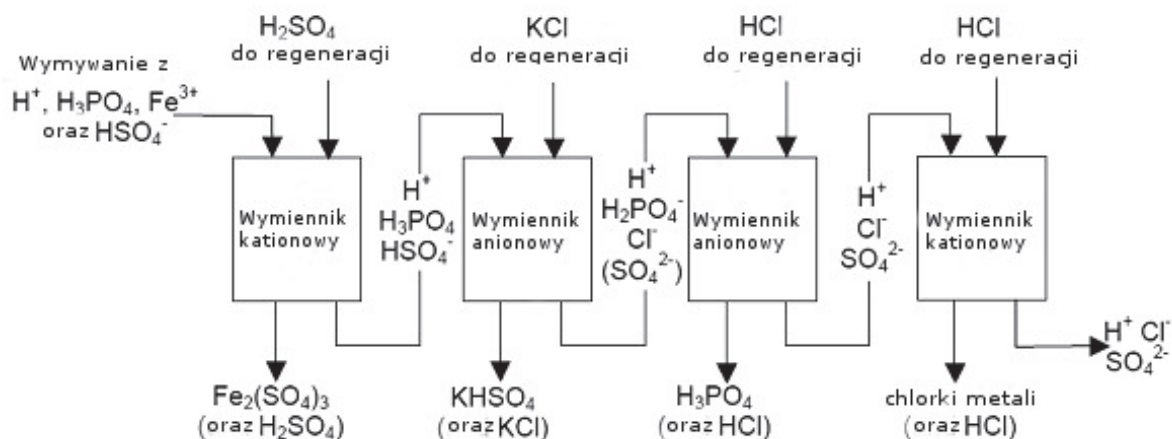 H₂SO₄
do regeneracji
KCl
do regeneracji
HCl
do regeneracji
HCl
do regeneracji
Wymywanie z
H⁺, H₃PO₄, Fe³⁺
oraz HSO₄⁻
Wymiennik
kationowy
H⁺
H₃PO₄
HSO₄⁻
Wymiennik
anionowy
H⁺
H₂PO₄⁻
Cl⁻
(SO₄²⁻)
Wymiennik
anionowy
H⁺
Cl⁻
SO₄²⁻
Wymiennik
kationowy
H⁺ Cl⁻
SO₄²⁻
Fe₂(SO₄)₃
(oraz H₂SO₄)
KHSO₄
(oraz KCl)
H₃PO₄
(oraz HCl)
chlorki metali
(oraz HCl)